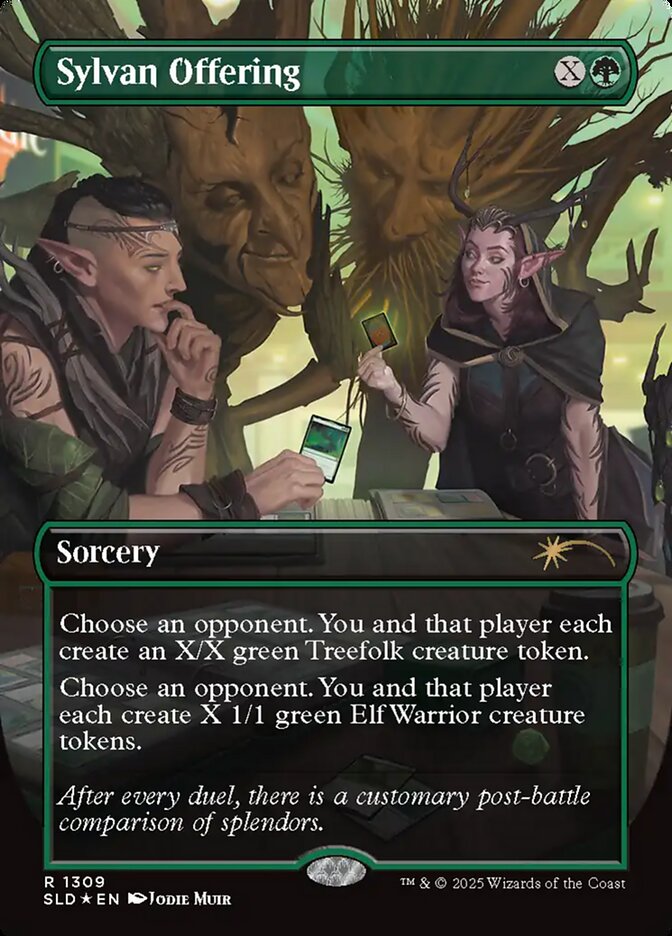 Sylvan Offering
X
Sorcery
Choose an opponent. You and that player each
create an X/X green Treefolk creature token.
Choose an opponent. You and that player
each create X 1/1 green Elf Warrior creature
tokens.
After every duel, there is a customary post-battle
comparison of splendors.
R 1309
SLD★EN Jodie Muir
™ & © 2025 Wizards of the Coast